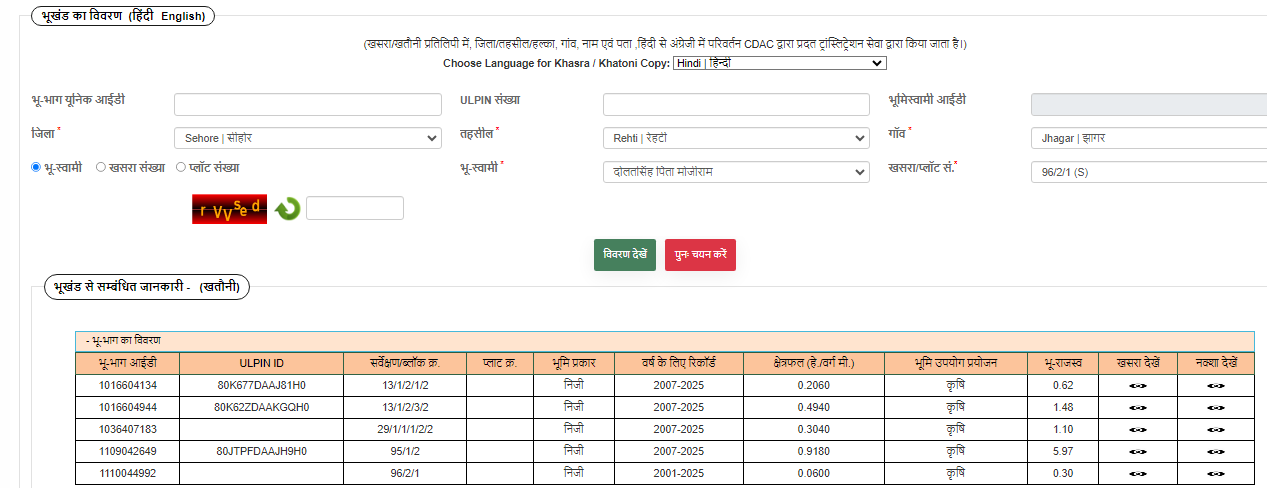 भूखंड का विवरण (हिंदी English)
(खसरा/खतौनी प्रतिलिपी में, जिला/तहसील/हल्का, गांव, नाम एवं पता ,हिंदी से अंग्रेजी में परिवर्तन CDAC द्वारा प्रदत ट्रांस्लिट्रेशन सेवा द्वारा किया जाता है।)
Choose Language for Khasra / Khatoni Copy: Hindi | हिन्दी
भू-भाग यूनिक आईडी ULPIN संख्या भूमिस्वामी आईडी
जिला * Sehore | सीहोर तहसील * Rehti | रेहटी गाँव * Jhagar | झागर
भू-स्वामी खसरा संख्या प्लॉट संख्या भू-स्वामी * दोलतसिंह पिता मोजीराम खसरा/प्लॉट सं.* 96/2/1 (S)
r V V s e d
विवरण देखें पुनः चयन करें
भूखंड से सम्बंधित जानकारी - (खतौनी)
- भू-भाग का विवरण
भू-भाग आईडी ULPIN ID सर्वेक्षण/ब्लॉक क्र. प्लाट क्र. भूमि प्रकार वर्ष के लिए रिकॉर्ड क्षेत्रफल (हे./वर्ग मी.) भूमि उपयोग प्रयोजन भू-राजस्व खसरा देखें नक्शा देखें
1016604134 80K677DAAJ81H0 13/1/2/1/2 निजी 2007-2025 0.2060 कृषि 0.62
1016604944 80K62ZDAAKGQH0 13/1/2/3/2 निजी 2007-2025 0.4940 कृषि 1.48
1036407183 29/1/1/1/2/2 निजी 2007-2025 0.3040 कृषि 1.10
1109042649 80JTPFDAAJH9H0 95/1/2 निजी 2007-2025 0.9180 कृषि 5.97
1110044992 96/2/1 निजी 2001-2025 0.0600 कृषि 0.30